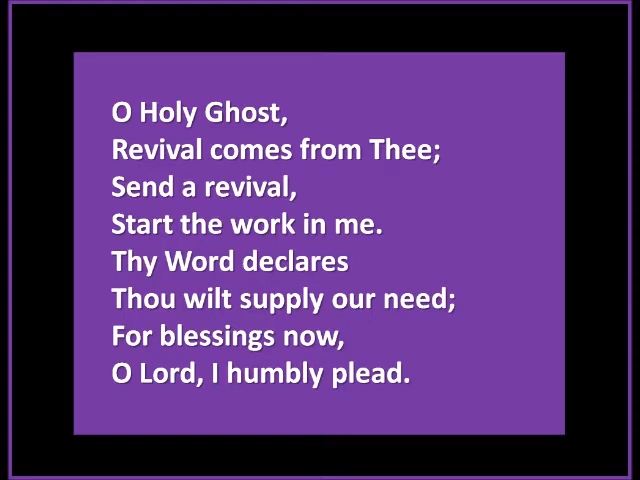 O Holy Ghost,
Revival comes from Thee;
Send a revival,
Start the work in me.
Thy Word declares
Thou wilt supply our need;
For blessings now,
O Lord, I humbly plead.